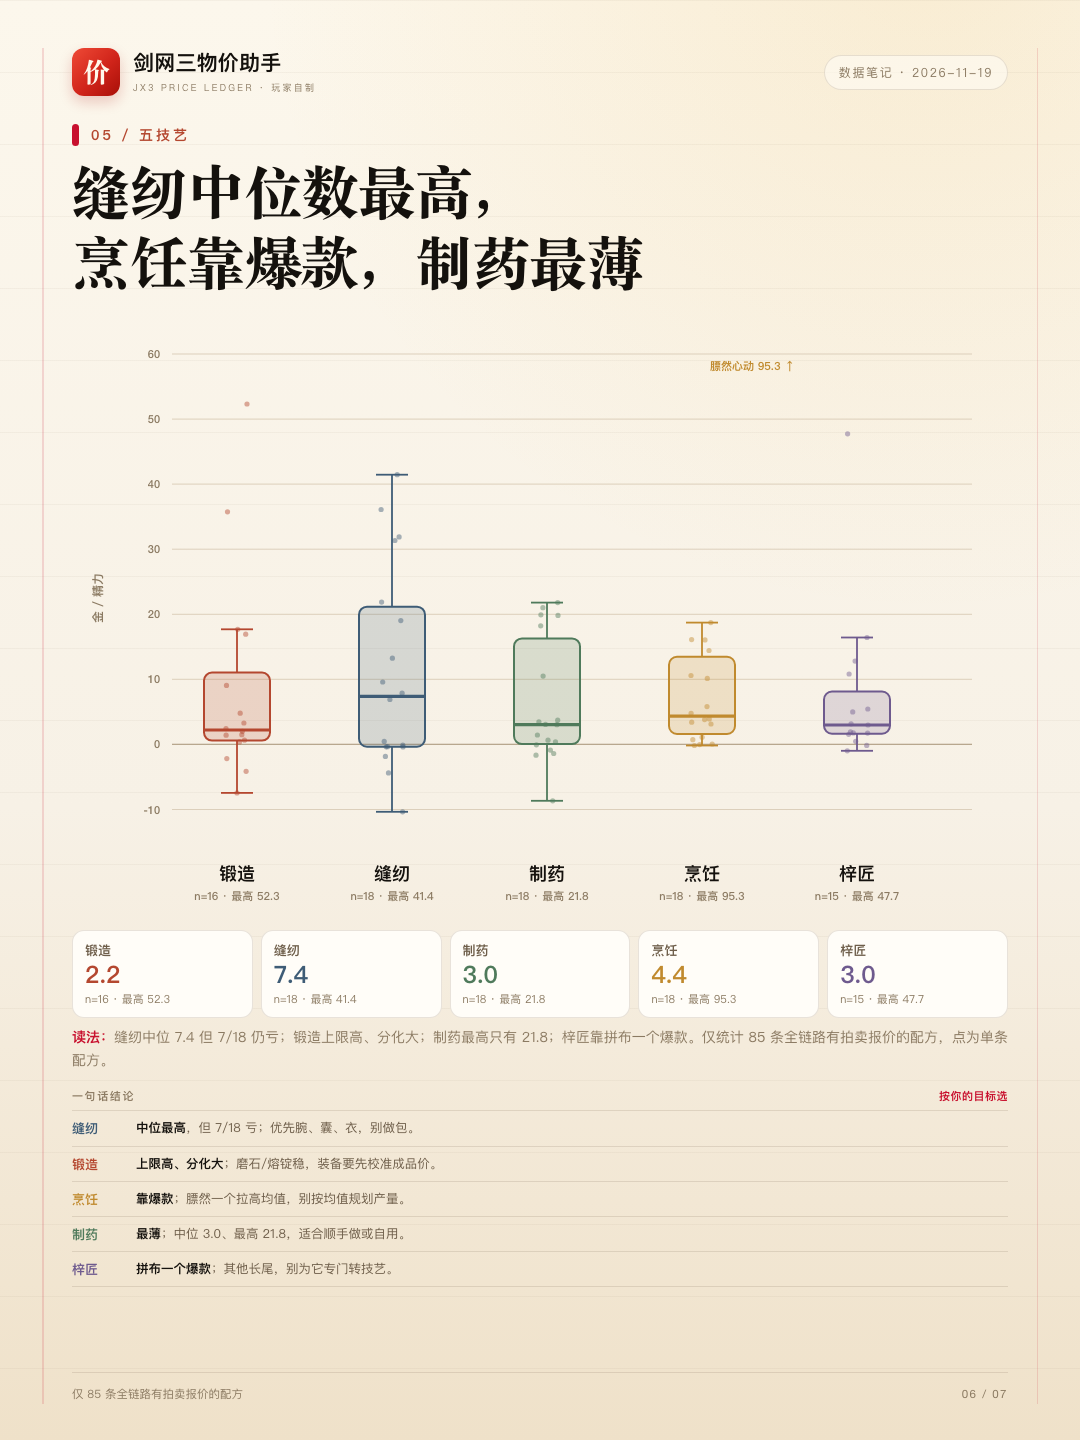 价
剑网三物价助手
JX3 PRICE LEDGER · 玩家自制
数据笔记 · 2026-11-19
05 / 五技艺
缝纫中位数最高，
烹饪靠爆款，制药最薄
金 / 精力
60
50
40
30
20
10
0
-10
膘然心动 95.3 ↑
锻造
n=16 · 最高 52.3
缝纫
n=18 · 最高 41.4
制药
n=18 · 最高 21.8
烹饪
n=18 · 最高 95.3
梓匠
n=15 · 最高 47.7
锻造
2.2
n=16 · 最高 52.3
缝纫
7.4
n=18 · 最高 41.4
制药
3.0
n=18 · 最高 21.8
烹饪
4.4
n=18 · 最高 95.3
梓匠
3.0
n=15 · 最高 47.7
读法：缝纫中位 7.4 但 7/18 仍亏；锻造上限高、分化大；制药最高只有 21.8；梓匠靠拼布一个爆款。仅统计 85 条全链路有拍卖报价的配方，点为单条
配方。
一句话结论
按你的目标选
缝纫 中位最高，但 7/18 亏；优先腕、囊、衣，别做包。
锻造 上限高、分化大；磨石/熔锭稳，装备要先校准成品价。
烹饪 靠爆款；膘然一个拉高均值，别按均值规划产量。
制药 最薄；中位 3.0、最高 21.8，适合顺手做或自用。
梓匠 拼布一个爆款；其他长尾，别为它专门转技艺。
仅 85 条全链路有拍卖报价的配方
06 / 07